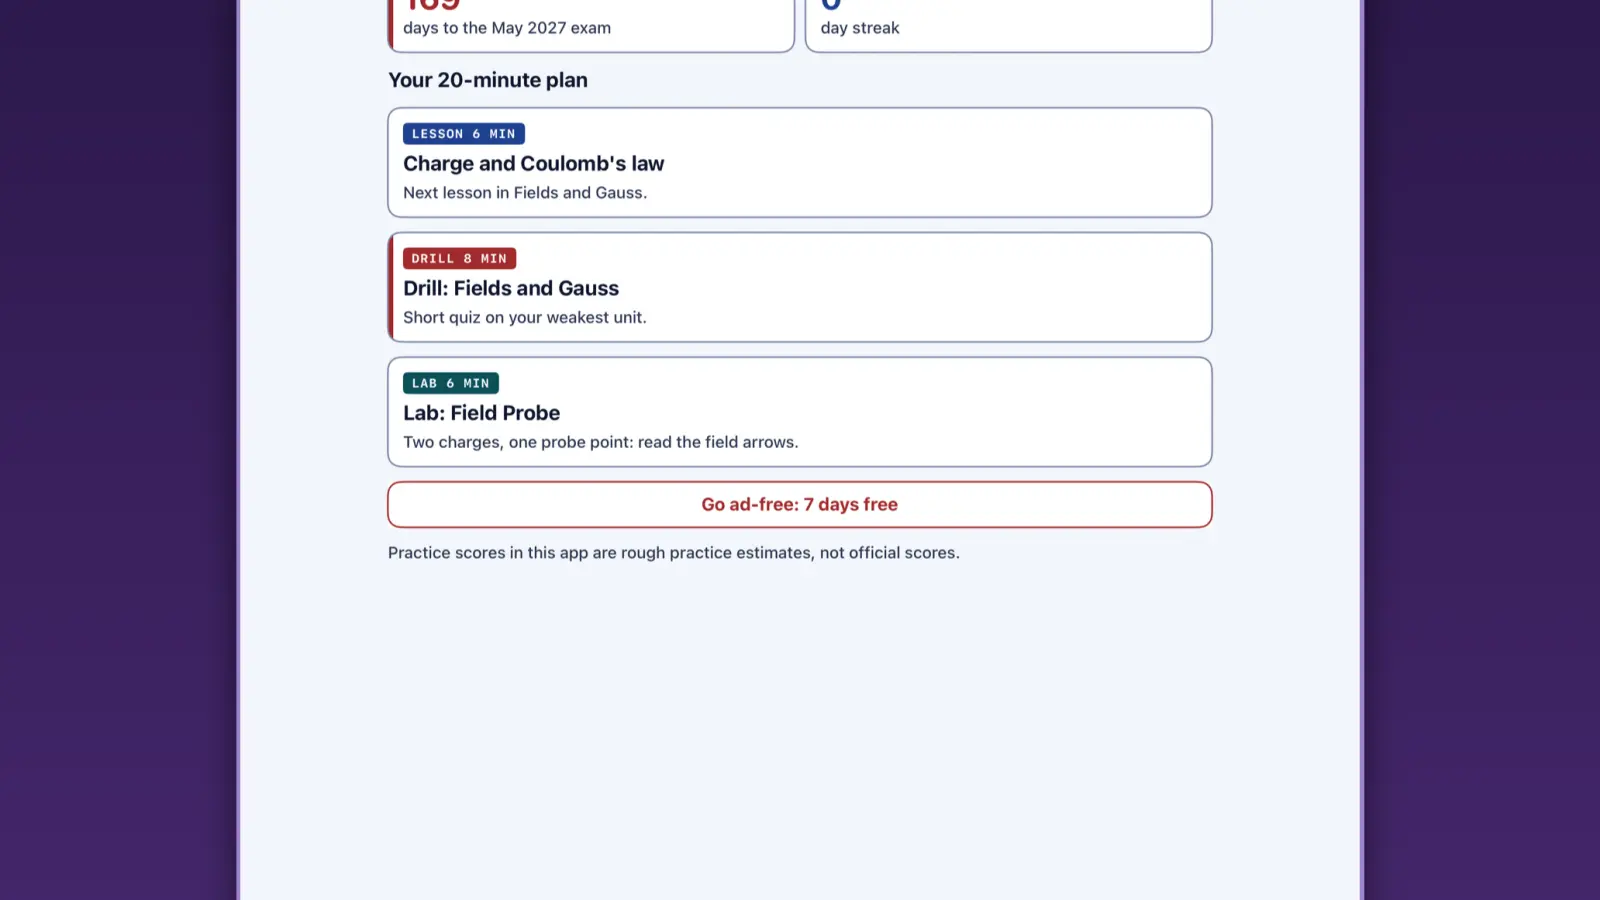 169
0
days to the May 2027 exam
day streak
Your 20-minute plan
LESSON 6 MIN
Charge and Coulomb's law
Next lesson in Fields and Gauss.
DRILL 8 MIN
Drill: Fields and Gauss
Short quiz on your weakest unit.
LAB 6 MIN
Lab: Field Probe
Two charges, one probe point: read the field arrows.
Go ad-free: 7 days free
Practice scores in this app are rough practice estimates, not official scores.